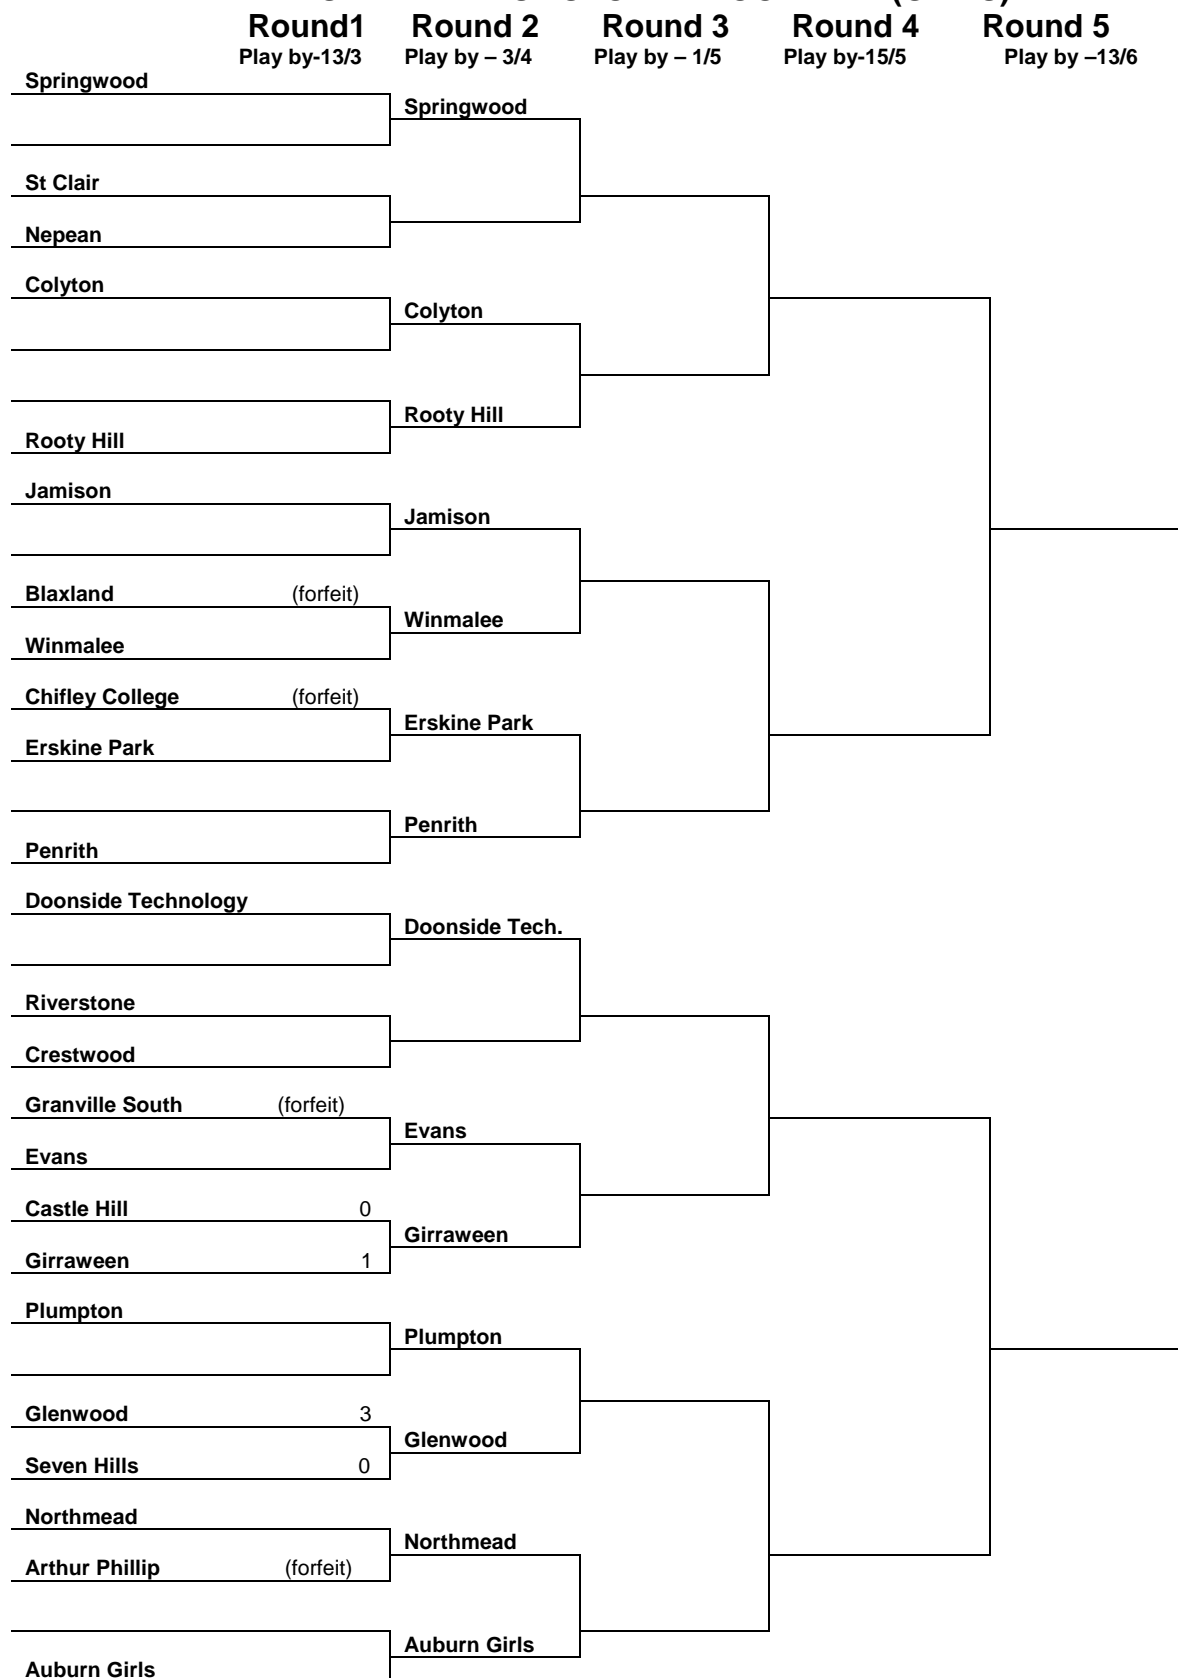 Round1 Round 2 Round 3 Round 4 Round 5
Play by-13/3 Play by – 3/4 Play by – 1/5 Play by-15/5 Play by –13/6
Springwood
Springwood
St Clair
Nepean
Colyton
Colyton
Rooty Hill
Rooty Hill
Jamison
Jamison
Blaxland (forfeit)
Winmalee
Winmalee
Chifley College (forfeit)
Erskine Park
Erskine Park
Penrith
Penrith
Doonside Technology
Doonside Tech.
Riverstone
Crestwood
Granville South (forfeit)
Evans
Evans
Castle Hill 0
Girraween
Girraween 1
Plumpton
Plumpton
Glenwood 3
Glenwood
Seven Hills 0
Northmead
Northmead
Arthur Phillip (forfeit)
Auburn Girls
Auburn Girls